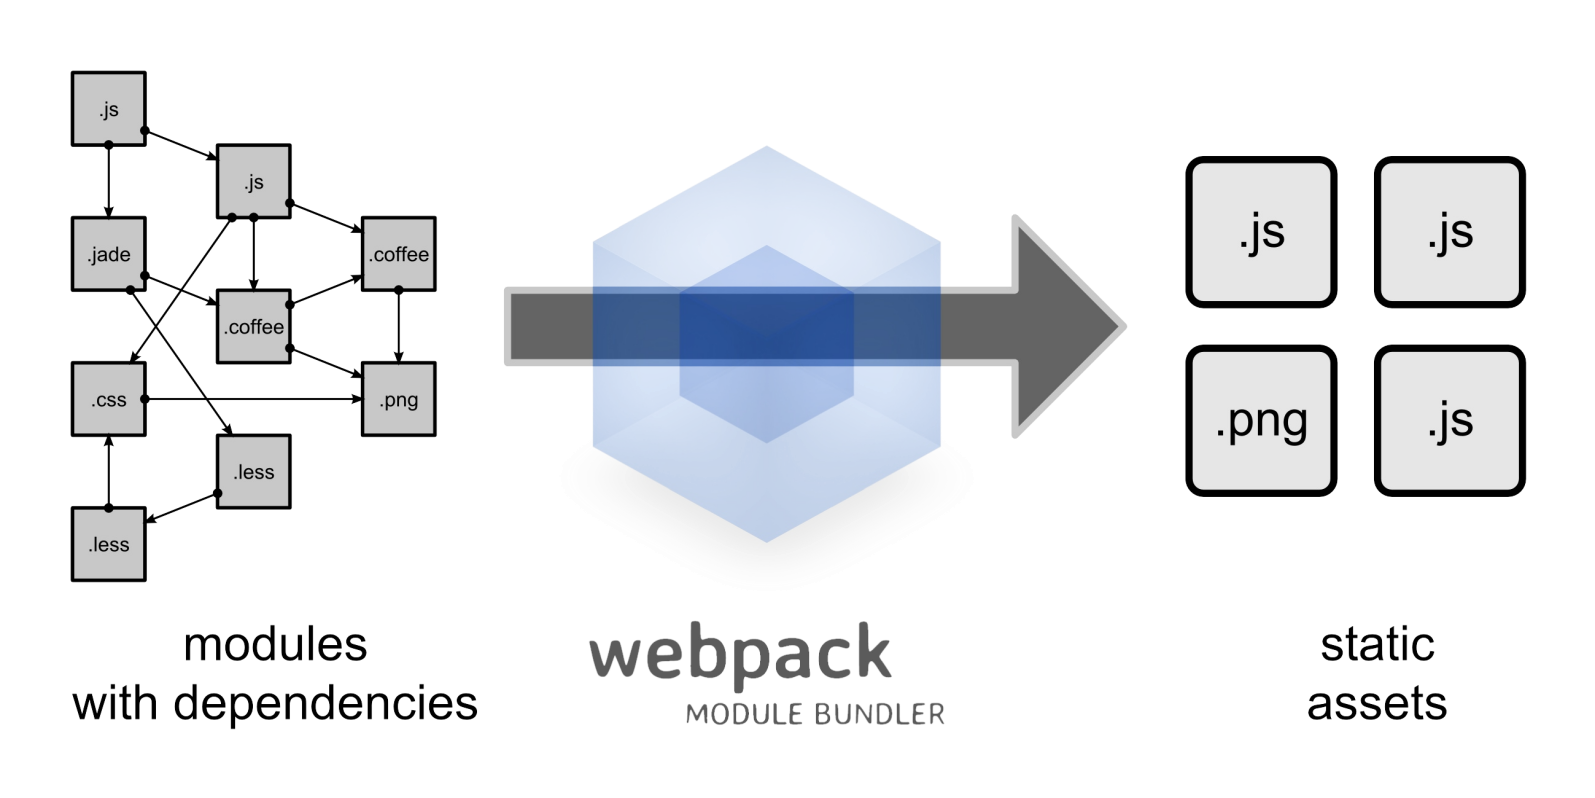 .js
.js
.jade
.coffee
.coffee
.css
.png
.less
.less
modules
with dependencies
webpack
MODULE BUNDLER
.js
.js
.png
.js
static
assets